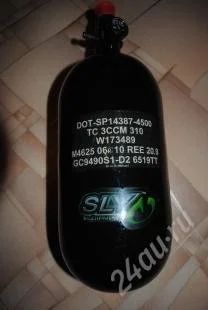 DOT-SP14387-4500
TC 3CCM 310
W173489
M4625 06 10 REE 20.9
GC9490S1-D2 6519TT
SLY
EQUIPMENT
24au.ru